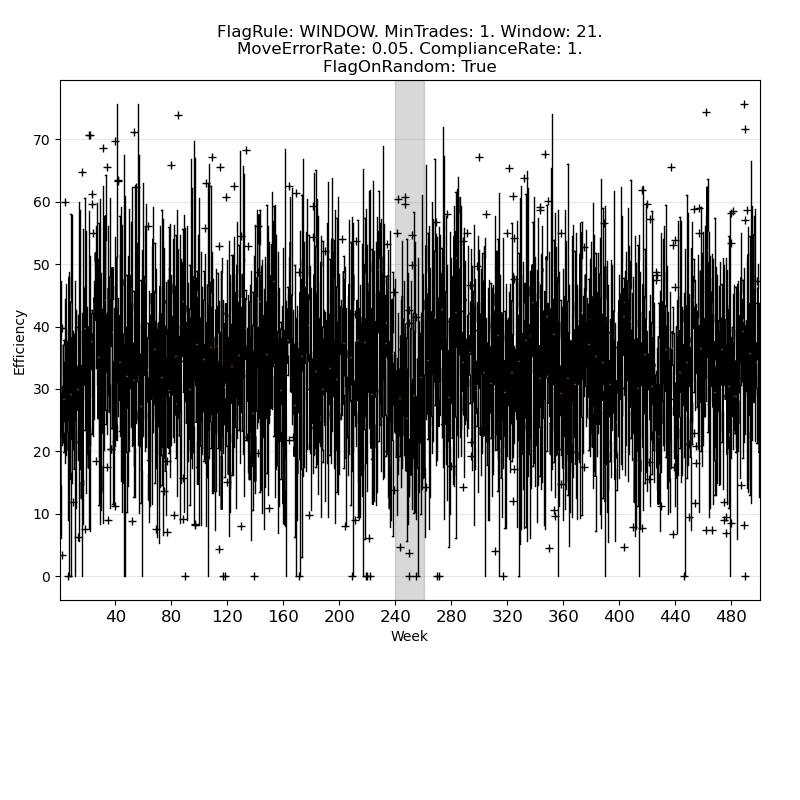 FlagRule: WINDOW. MinTrades: 1. Window: 21.
MoveErrorRate: 0.05. ComplianceRate: 1.
FlagOnRandom: True
70
60
50
40
30
20
10
0
Efficiency
40 80 120 160 200 240 280 320 360 400 440 480
Week